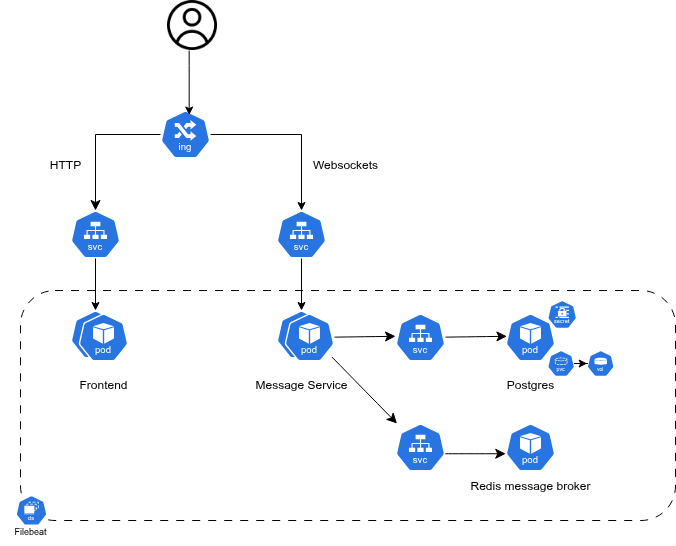 ing
HTTP
Websockets
svc
svc
pod
pod
svc
pod
secret
pvc
vol
Frontend
Message Service
Postgres
svc
pod
Redis message broker
ds
Filebeat